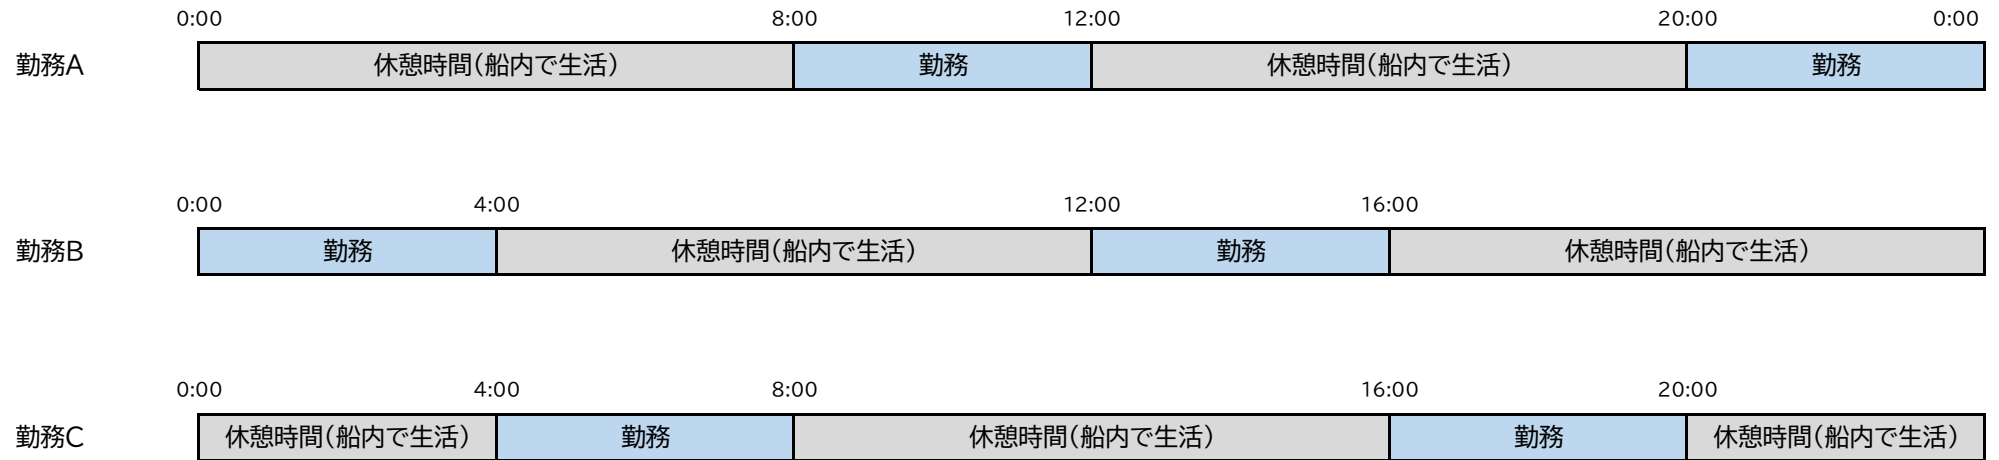 0:00 8:00 12:00 20:00 0:00
勤務A 休憩時間(船内で生活) 勤務 休憩時間(船内で生活) 勤務
0:00 4:00 12:00 16:00
勤務B 勤務 休憩時間(船内で生活) 勤務 休憩時間(船内で生活)
0:00 4:00 8:00 16:00 20:00
勤務C 休憩時間(船内で生活) 勤務 休憩時間(船内で生活) 勤務 休憩時間(船内で生活)